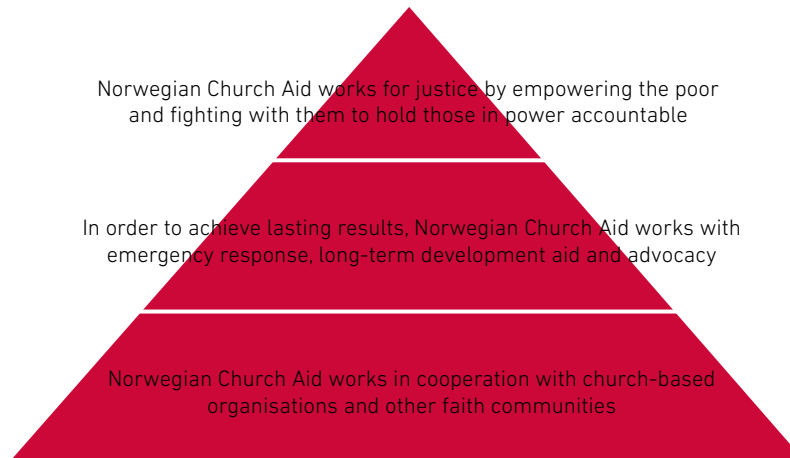 Norwegian Church Aid works for justice by empowering the poor
and fighting with them to hold those in power accountable
In order to achieve lasting results, Norwegian Church Aid works with
emergency response, long-term development aid and advocacy
Norwegian Church Aid works in cooperation with church-based
organisations and other faith communities